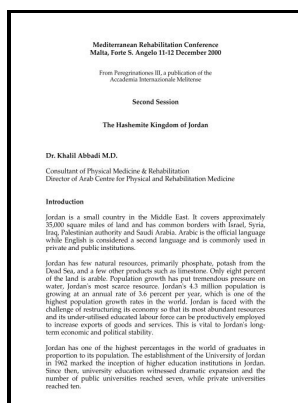 Mediterranean Rehabilitation Conference
Malta, Forte S. Angelo 11-12 December 2000
From Peregrinationes III, a publication of the
Accademia Internazionale Melitense
Second Session
The Hashemite Kingdom of Jordan
Dr. Khalil Abbadi M.D.
Consultant of Physical Medicine & Rehabilitation
Director of Arab Centre for Physical and Rehabilitation Medicine
Introduction
Jordan is a small country in the Middle East. It covers approximately
35,000 square miles of land and has common borders with Israel, Syria,
Iraq, Palestinian authority and Saudi Arabia. Arabic is the official language
while English is considered a second language and is commonly used
in private and public institutions.
Jordan has few natural resources, primarily phosphate, potash from the
Dead Sea, and a few other products such as limestone. Only eight percent
of the land is arable. Population growth has put tremendous pressure on
water, Jordan's most scarce resource. Jordan's 4.3 million population is
growing at an annual rate of 3.6 percent per year, which is one of the
highest population growth rates in the world. Jordan is faced with the
challenge of restructuring its economy so that its most abundant resources
and its under-utilised educated labour force can be productively employed
to increase exports of goods and services. This is vital to Jordan's long-
term economic and political stability.
Jordan has one of the highest percentages in the world of graduates in
proportion to its population. The establishment of the University of Jordan
in 1962 marked the inception of higher education institutions in Jordan.
Since then, university education witnessed dramatic expansion and the
number of public universities reached seven, while private universities
reached ten.